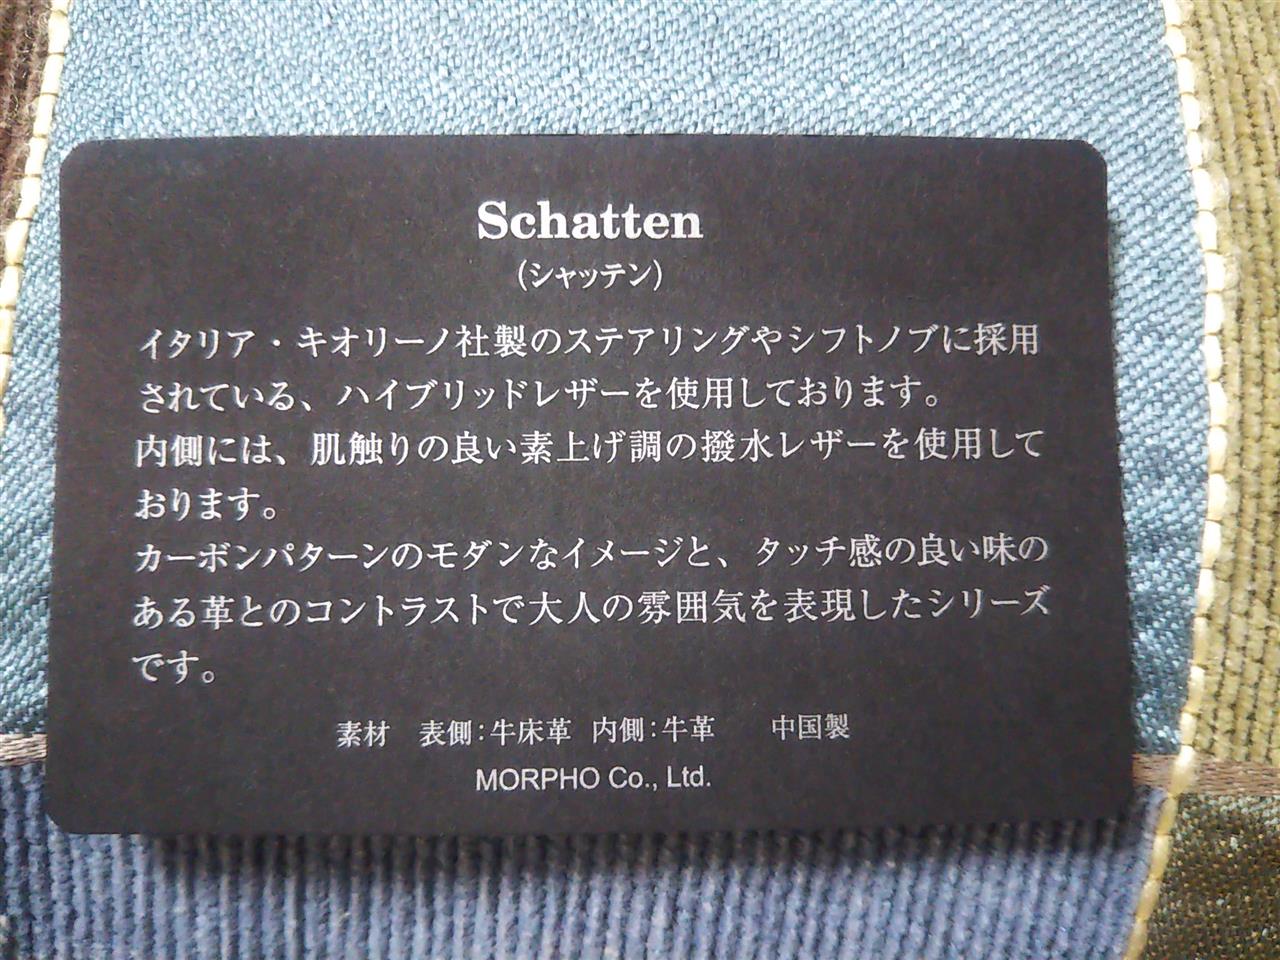 Schatten
(シャッテン)
イタリア・キオリーノ社製のステアリングやシフトノブに採用
されている、ハイブリッドレザーを使用しております。
内側には、肌触りの良い素上げ調の撥水レザーを使用して
おります。
カーボンパターンのモダンなイメージと、タッチ感の良い味の
ある革とのコントラストで大人の雰囲気を表現したシリーズ
です。
素材 表側:牛床革 内側:牛革 中国製
MORPHO Co., Ltd.